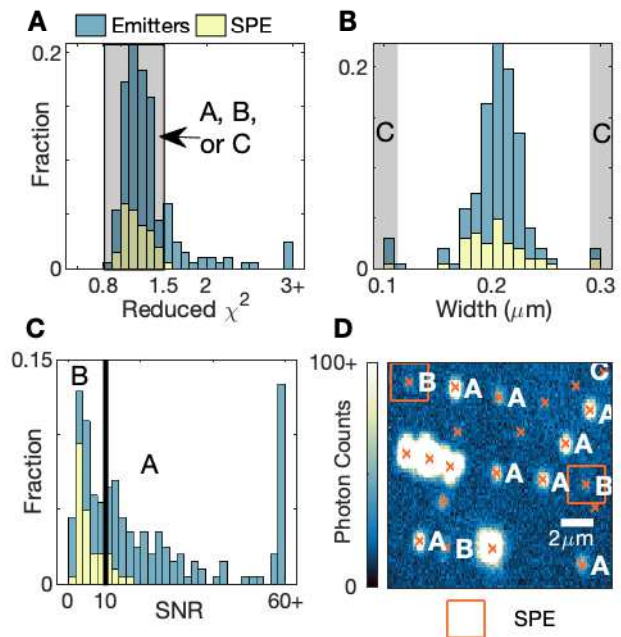 Emitters SPE
A
B
0.2
Fraction
0
A, B,
or C
0.8 1.5 2 3+
Reduced χ²
0.2
0
C
C
0.1 0.2 0.3
Width (μm)
C
D
0.15
Fraction
0
B
A
0 10 60+
SNR
100+
Photon Counts
0
B A A C
A
A
A A B
2μm
A B
A
SPE